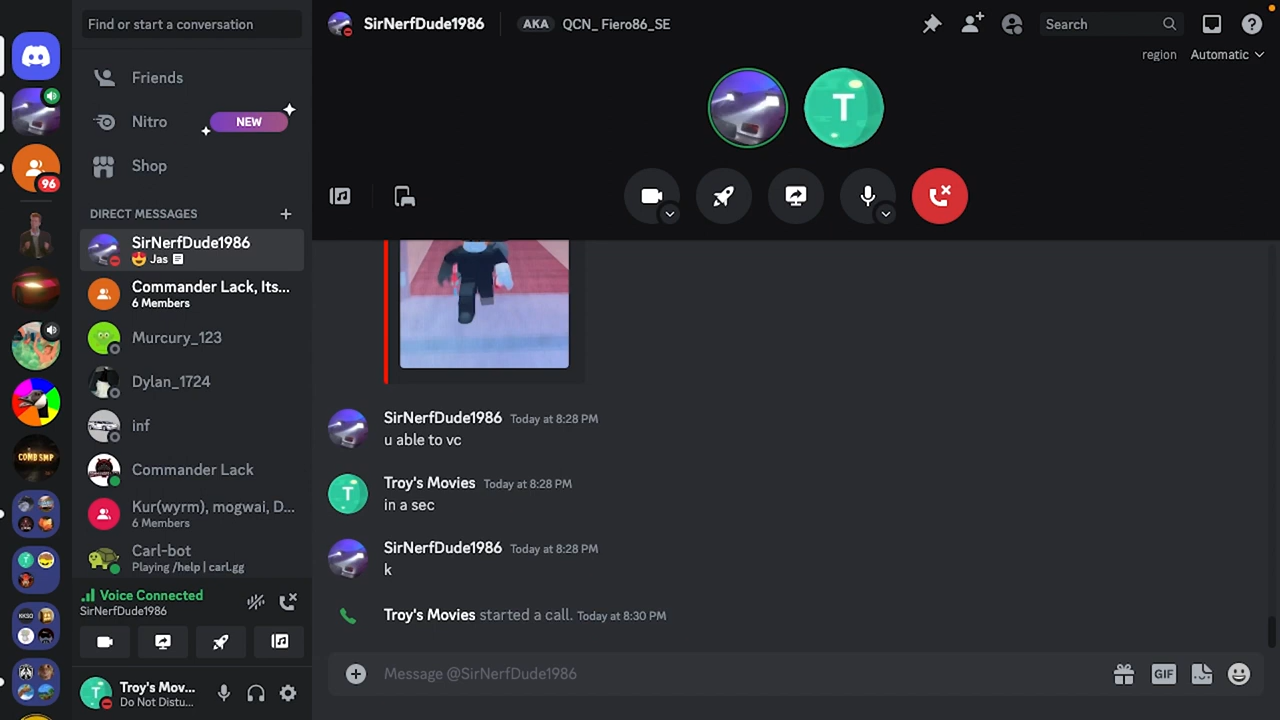 Find or start a conversation
SirNerfDude1986
AKA
QCN_ Fiero86_SE
Search
region
Automatic
Friends
Nitro
NEW
Shop
96
DIRECT MESSAGES
SirNerfDude1986
Jas
Commander Lack, Its...
6 Members
Murcury_123
Dylan_1724
inf
Commander Lack
Kur(wyrm), mogwai, D...
6 Members
Carl-bot
Playing /help | carl.gg
COMB SMP
T
SirNerfDude1986 Today at 8:28 PM
u able to vc
T
Troy's Movies Today at 8:28 PM
in a sec
SirNerfDude1986 Today at 8:28 PM
k
Troy's Movies started a call. Today at 8:30 PM
Voice Connected
SirNerfDude1986
T
Troy's Mov...
Do Not Distu...
Message @SirNerfDude1986
GIF